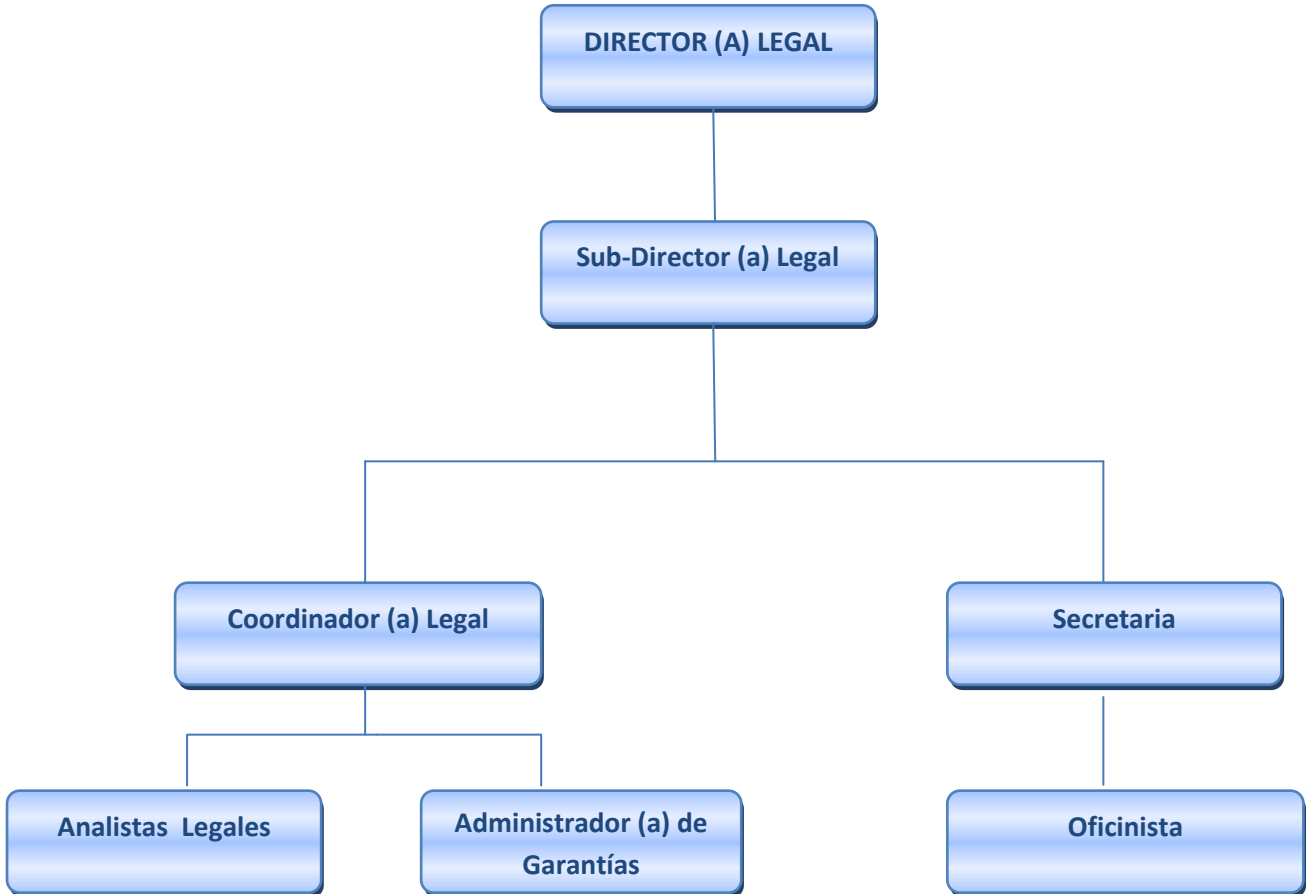 DIRECTOR (A) LEGAL
Sub-Director (a) Legal
Coordinador (a) Legal
Secretaria
Analistas Legales
Administrador (a) de
Garantías
Oficinista